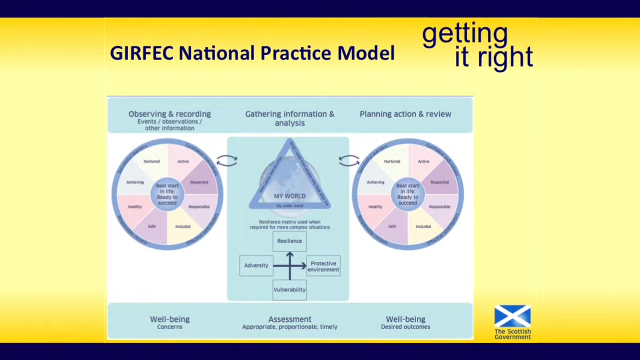 GIRFEC National Practice Model
getting
it right
Observing & recording
Events / observations /
other information
Gathering information &
analysis
Planning action & review
Nurtured
Active
Achieving
Respected
Best start
in life:
Ready to
succeed
Healthy
Responsible
Safe
Included
MY WORLD
Resilience matrix used when
required for more complex situations
Resilience
Adversity
Protective
environment
Vulnerability
Nurtured
Active
Achieving
Respected
Best start
in life:
Ready to
succeed
Healthy
Responsible
Safe
Included
Well-being
Concerns
Assessment
Appropriate, proportionate, timely
Well-being
Desired outcomes
The Scottish
Government